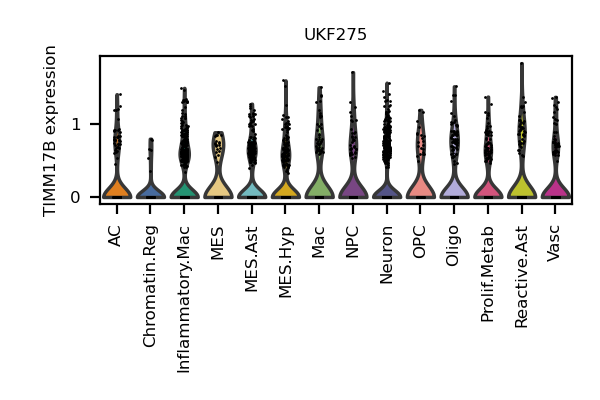 UKF275
TIMM17B expression
1
0
AC
Chromatin.Reg
Inflammatory.Mac
MES
MES.Ast
MES.Hyp
Mac
NPC
Neuron
OPC
Oligo
Prolif.Metab
Reactive.Ast
Vasc